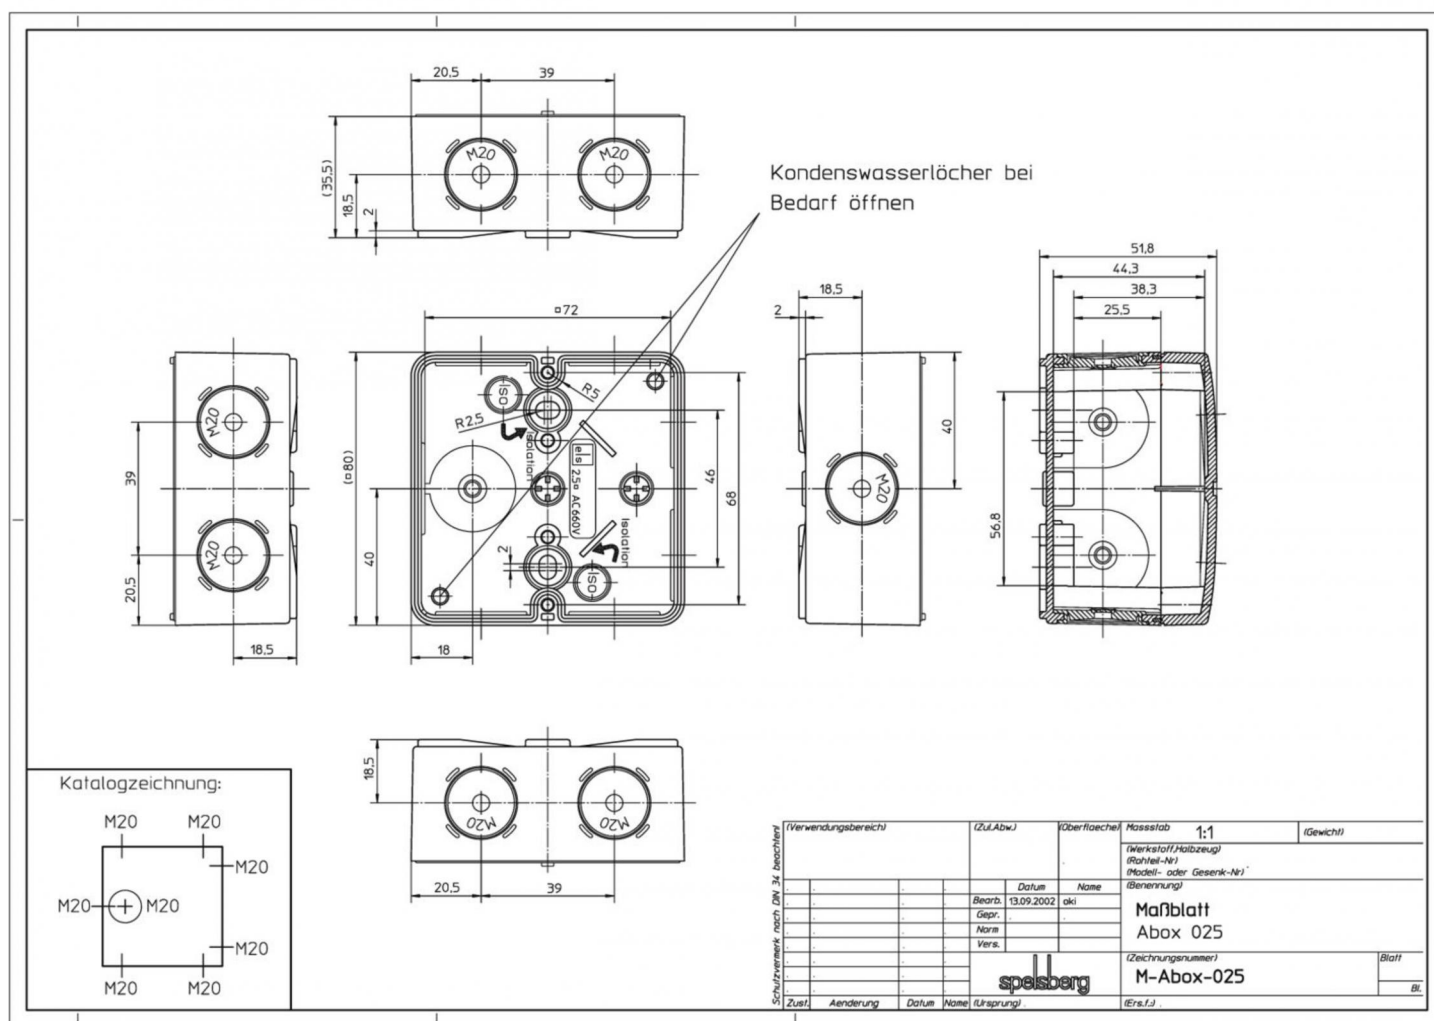 20,5
39
M20
M20
(35,5)
18,5
2
Kondenswasserlöcher bei
Bedarf öffnen
51,8
44,3
38,3
25,5
18,5
2
▫72
R5
ISO
R2,5
Isolation
els
2,5▫ AC660V
Isolation
ISO
2
46
68
(▫80)
40
18
M20
M20
39
20,5
18,5
40
M20
56,8
18,5
M20
M20
20,5
39
Katalogzeichnung:
M20 M20
M20
M20 M20
M20
M20 M20
Schutzvermerk nach DIN 34 beachten!
(Verwendungsbereich) (Zul.Abw.) (Oberflaeche) Massstab 1:1 (Gewicht)
(Werkstoff,Halbzeug)
(Rohteil-Nr)
(Modell- oder Gesenk-Nr)
Datum Name (Benennung)
Bearb. 13.09.2002 oki
Gepr.
Norm
Vers.
Maßblatt
Abox 025
spelsberg
(Zeichnungsnummer) Blatt
M-Abox-025
Bl.
Zust. Aenderung Datum Name (Ursprung) (Ers.f.:)